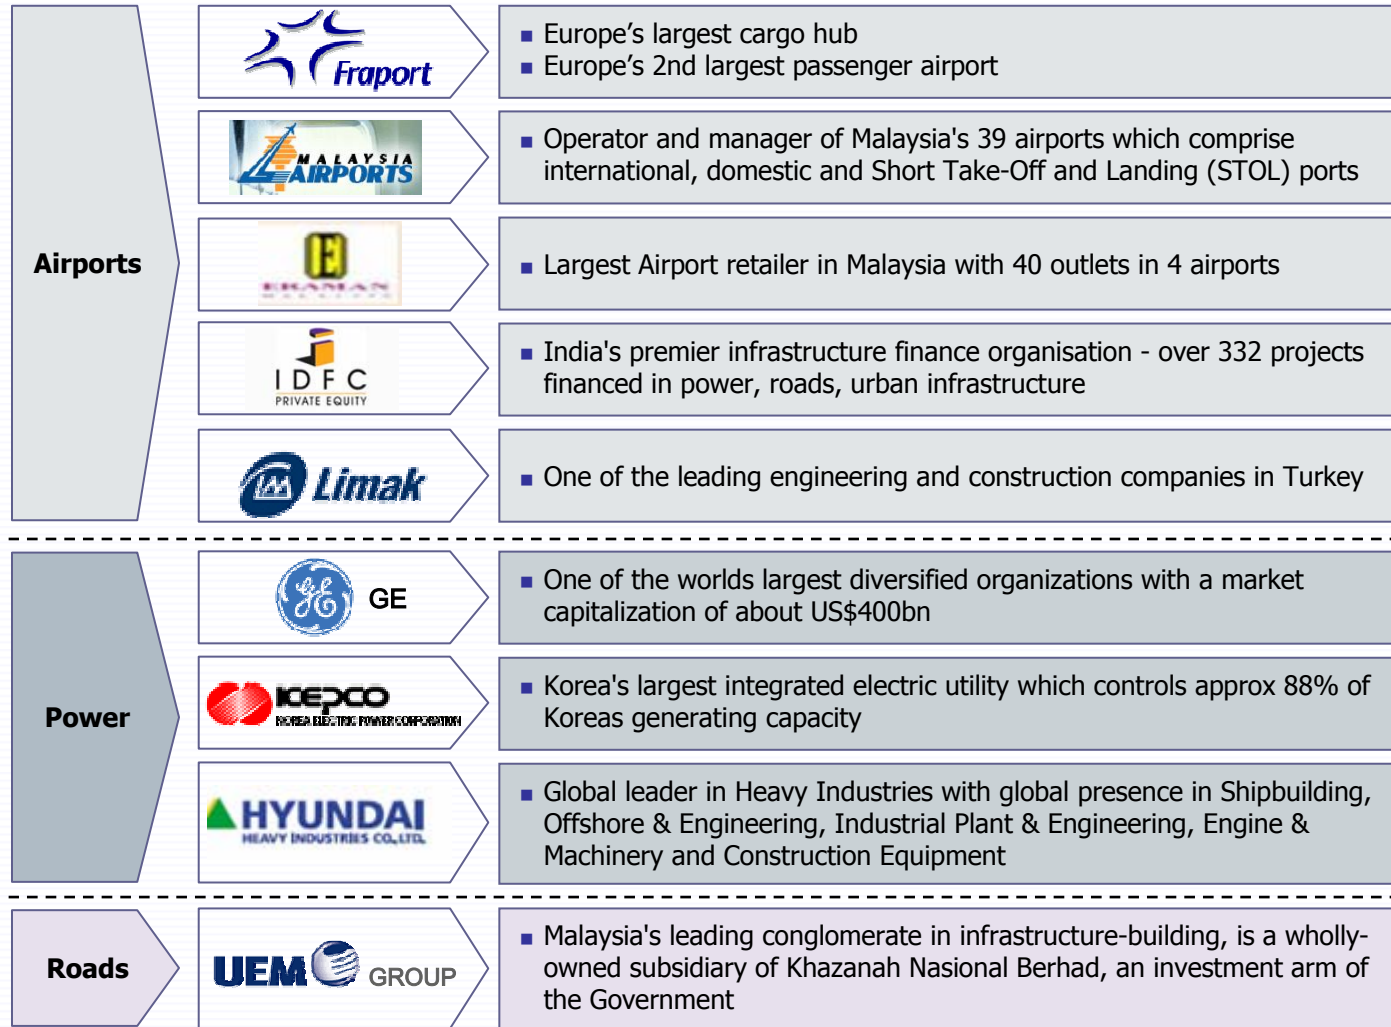 Airports
Fraport
Europe’s largest cargo hub
Europe’s 2nd largest passenger airport
MALAYSIA
AIRPORTS
Operator and manager of Malaysia's 39 airports which comprise
international, domestic and Short Take-Off and Landing (STOL) ports
E
Largest Airport retailer in Malaysia with 40 outlets in 4 airports
IDFC
PRIVATE EQUITY
India's premier infrastructure finance organisation - over 332 projects
financed in power, roads, urban infrastructure
Limak
One of the leading engineering and construction companies in Turkey
Power
GE GE
One of the worlds largest diversified organizations with a market
capitalization of about US$400bn
KEPCO
KOREA ELECTRIC POWER CORPORATION
Korea's largest integrated electric utility which controls approx 88% of
Koreas generating capacity
HYUNDAI
HEAVY INDUSTRIES CO.,LTD.
Global leader in Heavy Industries with global presence in Shipbuilding,
Offshore & Engineering, Industrial Plant & Engineering, Engine &
Machinery and Construction Equipment
Roads
UEM GROUP
Malaysia's leading conglomerate in infrastructure-building, is a wholly-
owned subsidiary of Khazanah Nasional Berhad, an investment arm of
the Government